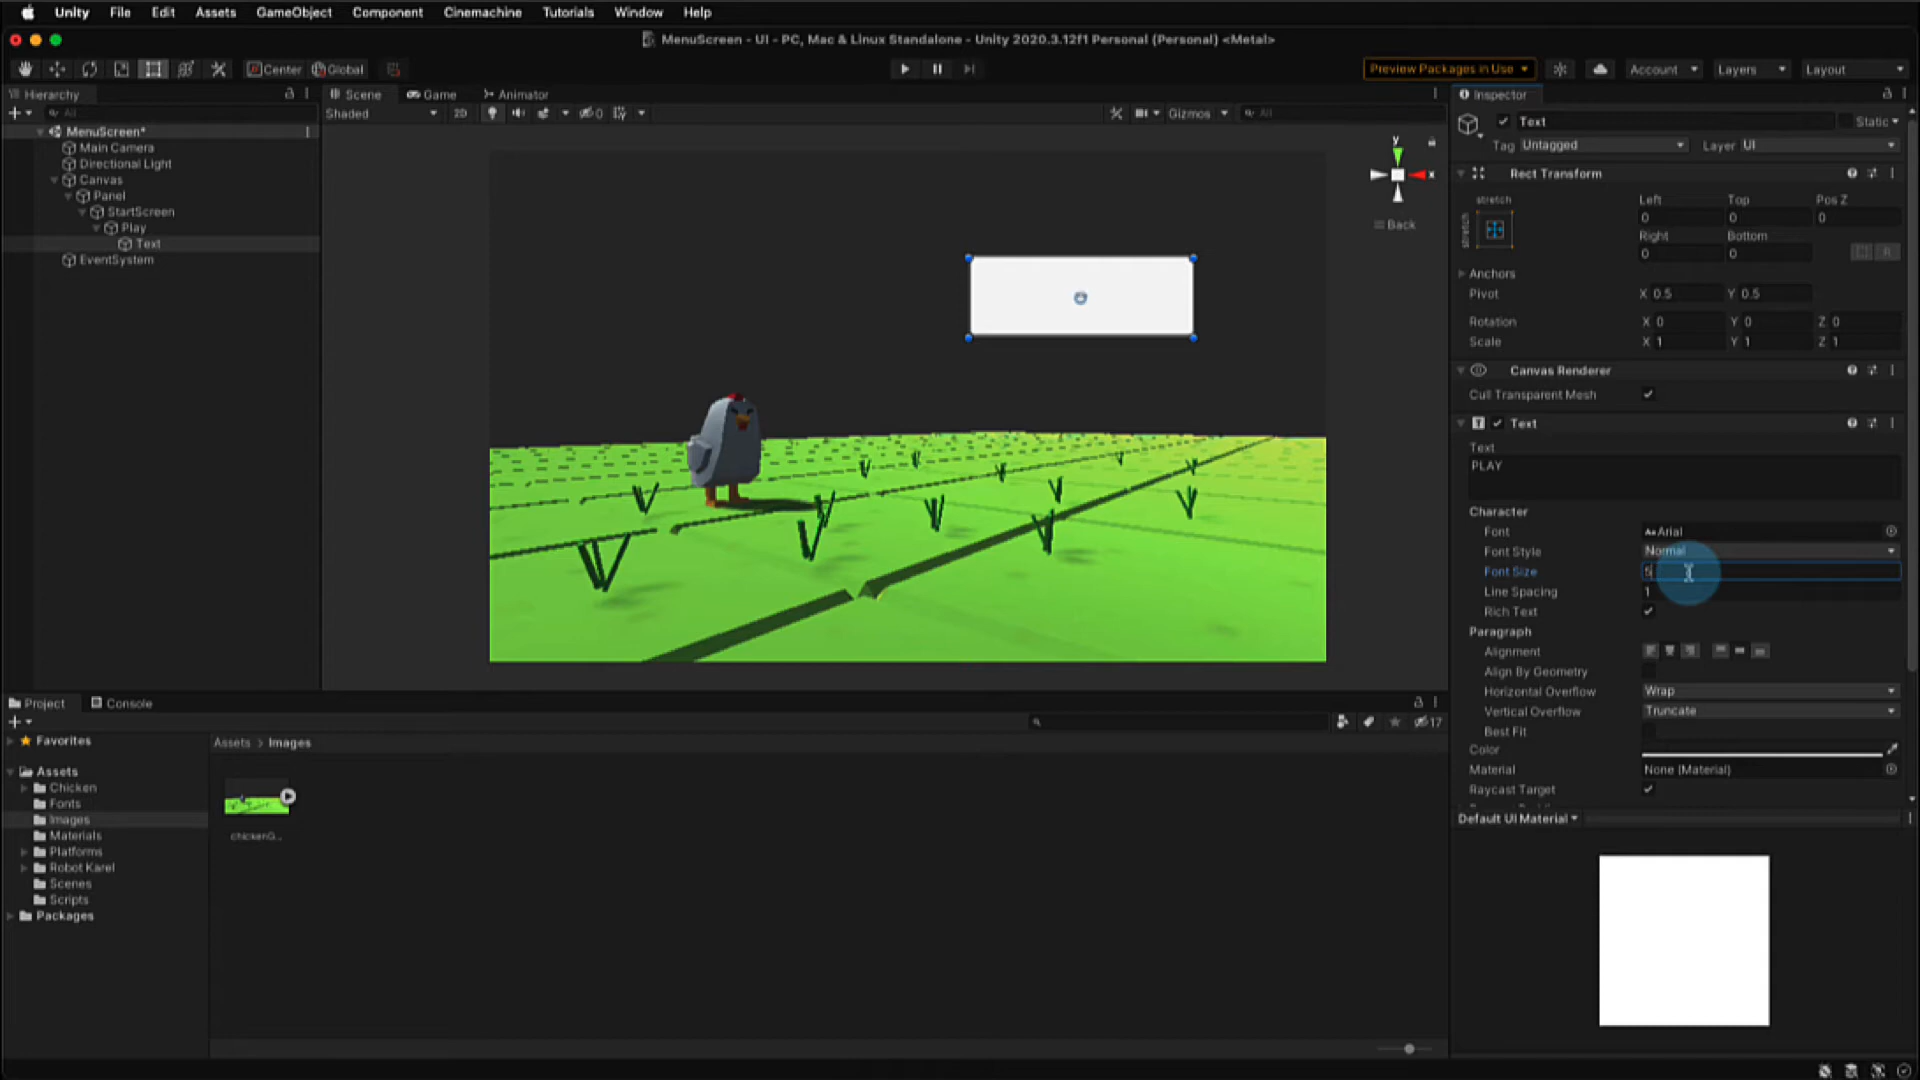 Unity File Edit Assets GameObject Component Cinemachine Tutorials Window Help
MenuScreen - UI - PC, Mac & Linux Standalone - Unity 2020.3.12f1 Personal (Personal) <Metal>
Center Global Preview Packages in Use Account Layers Layout
Hierarchy
All
MenuScreen*
Main Camera
Directional Light
Canvas
Panel
StartScreen
Play
Text
EventSystem
Scene Game Animator
Shaded 2D 0 Gizmos All
y
x
Back
Inspector
Text Static
Tag Untagged Layer UI
Rect Transform
stretch Left Top Pos Z
stretch 0 0 0
Right Bottom
0 0 R
Anchors
Pivot X 0.5 Y 0.5
Rotation X 0 Y 0 Z 0
Scale X 1 Y 1 Z 1
Canvas Renderer
Cull Transparent Mesh
Text
Text
PLAY
Character
Font Arial
Font Style Normal
Font Size 5
Line Spacing 1
Rich Text
Paragraph
Alignment
Align By Geometry
Horizontal Overflow Wrap
Vertical Overflow Truncate
Best Fit
Color
Material None (Material)
Raycast Target
Default UI Material
Project Console
17
Favorites
Assets
Chicken
Fonts
Images
Materials
Platforms
Robot Karel
Scenes
Scripts
Packages
Assets > Images
chickenG...